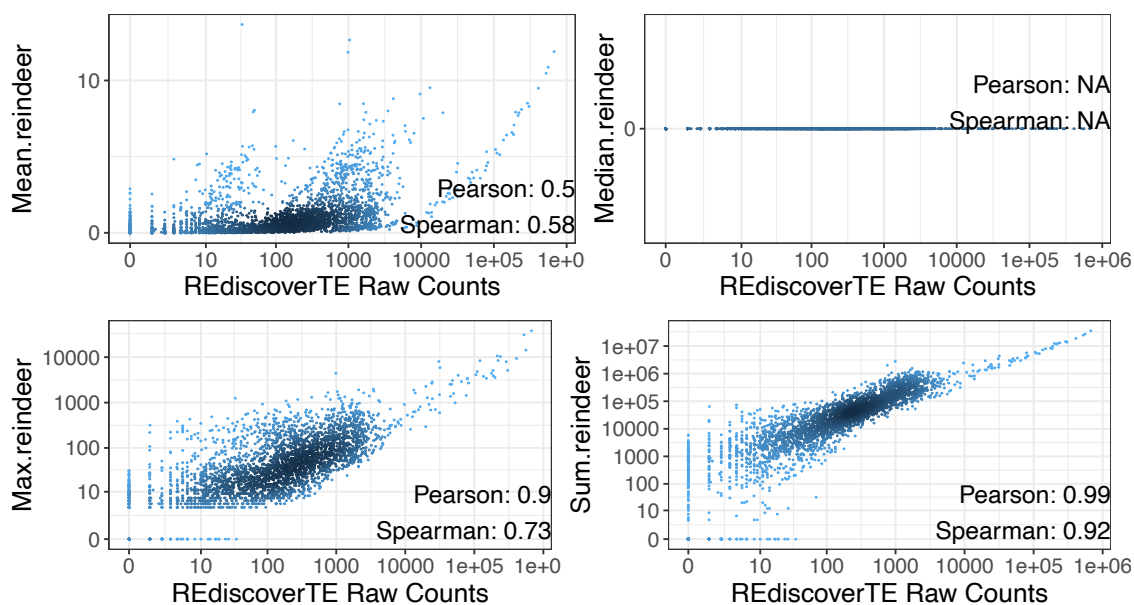 Mean.reindeer
10
0
Pearson: 0.5
Spearman: 0.58
0 10 100 1000 10000 1e+05 1e+0
REdiscoverTE Raw Counts
Median.reindeer
0
Pearson: NA
Spearman: NA
0 10 100 1000 10000 1e+05 1e+06
REdiscoverTE Raw Counts
Max.reindeer
10000
1000
100
10
0
Pearson: 0.9
Spearman: 0.73
0 10 100 1000 10000 1e+05 1e+0
REdiscoverTE Raw Counts
Sum.reindeer
1e+07
1e+06
1e+05
10000
1000
100
10
0
Pearson: 0.99
Spearman: 0.92
0 10 100 1000 10000 1e+05 1e+06
REdiscoverTE Raw Counts